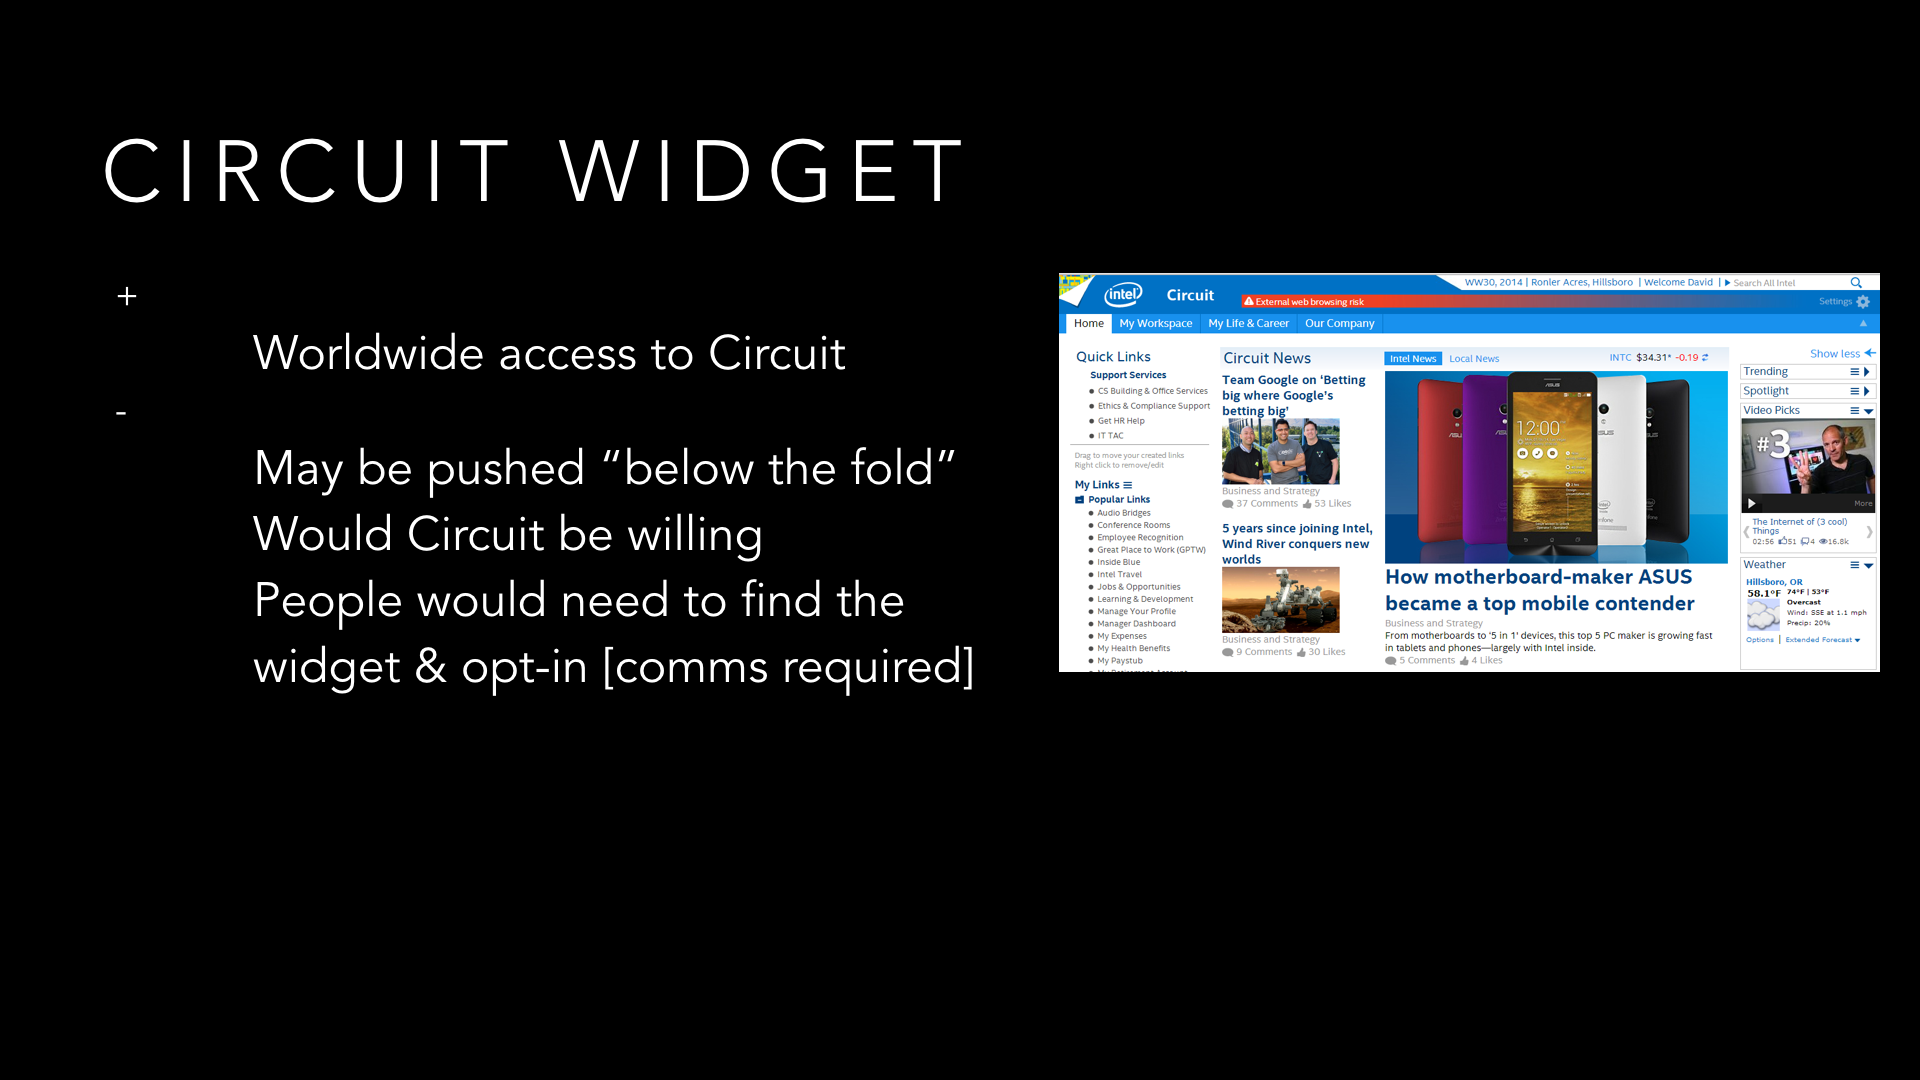 CIRCUIT WIDGET
+
Worldwide access to Circuit
-
May be pushed “below the fold”
Would Circuit be willing
People would need to find the
widget & opt-in [comms required]
intel
Circuit
WW30, 2014 | Ronler Acres, Hillsboro | Welcome David | Search All Intel
External web browsing risk
Settings
Home
My Workspace
My Life & Career
Our Company
Quick Links
Support Services
CS Building & Office Services
Ethics & Compliance Support
Get HR Help
IT TAC
Drag to move your created links
Right click to remove/edit
My Links
Popular Links
Audio Bridges
Conference Rooms
Employee Recognition
Great Place to Work (GPTW)
Inside Blue
Intel Travel
Jobs & Opportunities
Learning & Development
Manage Your Profile
Manager Dashboard
My Expenses
My Health Benefits
My Paystub
Circuit News
Team Google on ‘Betting
big where Google’s
betting big’
Business and Strategy
37 Comments 53 Likes
5 years since joining Intel,
Wind River conquers new
worlds
Business and Strategy
9 Comments 30 Likes
Intel News
Local News
INTC $34.31* -0.19
ASUS
12:00
How motherboard-maker ASUS
became a top mobile contender
Business and Strategy
From motherboards to '5 in 1' devices, this top 5 PC maker is growing fast
in tablets and phones—largely with Intel inside.
5 Comments 4 Likes
Show less
Trending
Spotlight
Video Picks
#3
More
The Internet of (3 cool)
Things
02:56 51 4 16.8k
Weather
Hillsboro, OR
58.1°F 74°F | 53°F
Overcast
Wind: SSE at 1.1 mph
Precip: 20%
Options | Extended Forecast